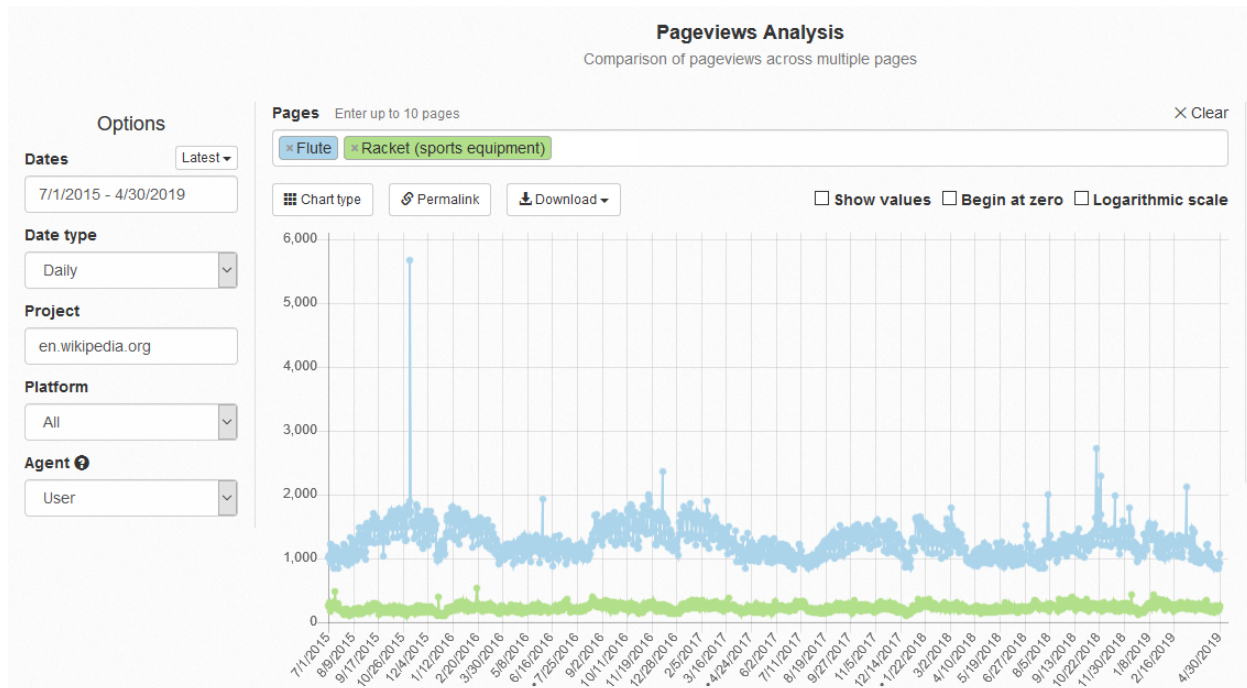 Pageviews Analysis
Comparison of pageviews across multiple pages
Options
Dates
Latest
7/1/2015 - 4/30/2019
Date type
Daily
Project
en.wikipedia.org
Platform
All
Agent
User
Pages Enter up to 10 pages
× Clear
× Flute × Racket (sports equipment)
Chart type Permalink Download
Show values Begin at zero Logarithmic scale
6,000
5,000
4,000
3,000
2,000
1,000
0
7/1/2015 8/9/2015 9/17/2015 10/26/2015 12/4/2015 1/12/2016 2/20/2016 3/30/2016 5/8/2016 6/16/2016 • 7/25/2016 9/2/2016 10/11/2016 11/19/2016 12/28/2016 2/5/2017 3/16/2017 • 4/24/2017 6/2/2017 7/11/2017 8/19/2017 9/27/2017 11/5/2017 12/14/2017 • 1/22/2018 3/2/2018 4/10/2018 5/19/2018 6/27/2018 8/5/2018 9/13/2018 10/22/2018 11/30/2018 1/8/2019 2/16/2019 4/30/2019